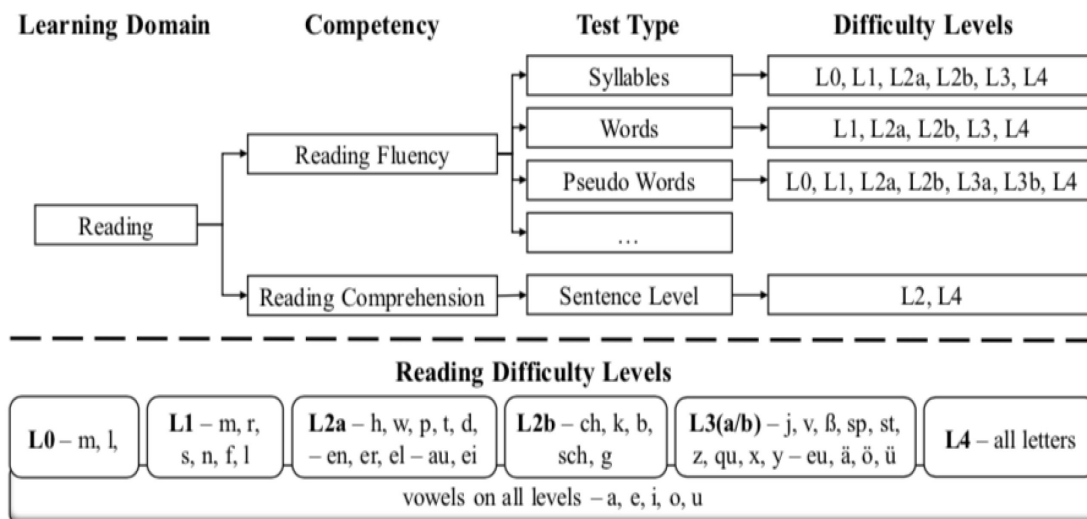 Learning Domain Competency Test Type Difficulty Levels
Syllables L0, L1, L2a, L2b, L3, L4
Words L1, L2a, L2b, L3, L4
Reading Fluency
Pseudo Words L0, L1, L2a, L2b, L3a, L3b, L4
Reading
…
Reading Comprehension Sentence Level L2, L4
Reading Difficulty Levels
L0 – m, l,
L1 – m, r,
s, n, f, l
L2a – h, w, p, t, d,
– en, er, el – au, ei
L2b – ch, k, b,
sch, g
L3(a/b) – j, v, ß, sp, st,
z, qu, x, y – eu, ä, ö, ü
L4 – all letters
vowels on all levels – a, e, i, o, u